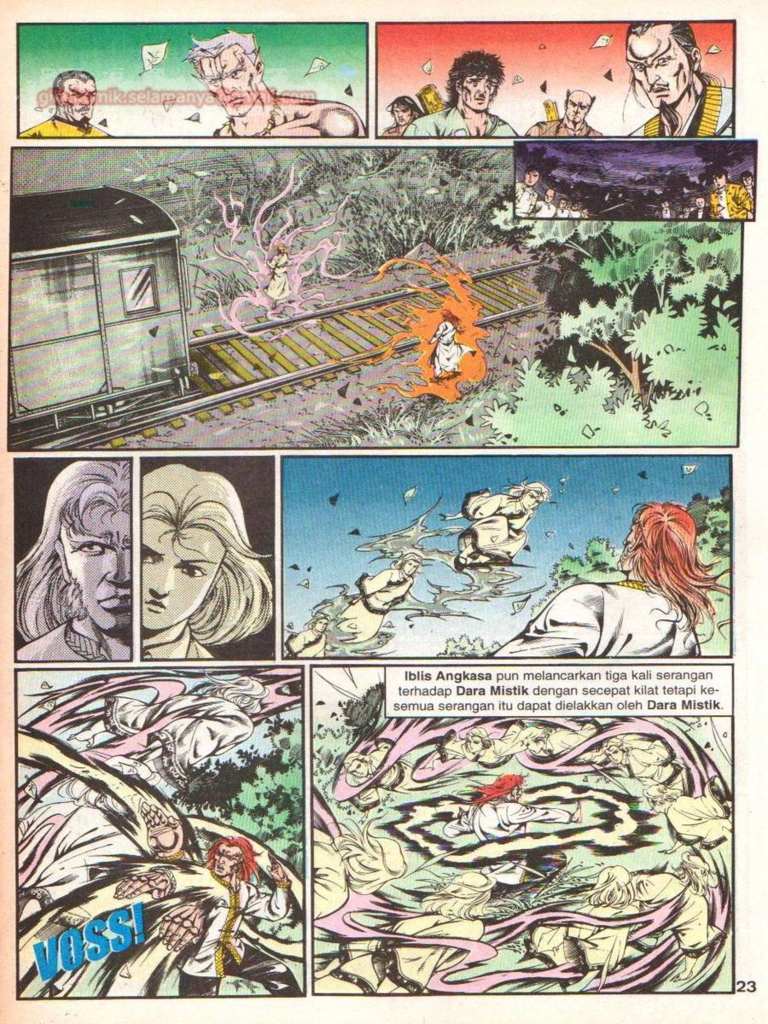 Iblis Angkasa pun melancarkan tiga kali serangan
terhadap Dara Mistik dengan secepat kilat tetapi ke-
semua serangan itu dapat dielakkan oleh Dara Mistik.
VOSS!
23